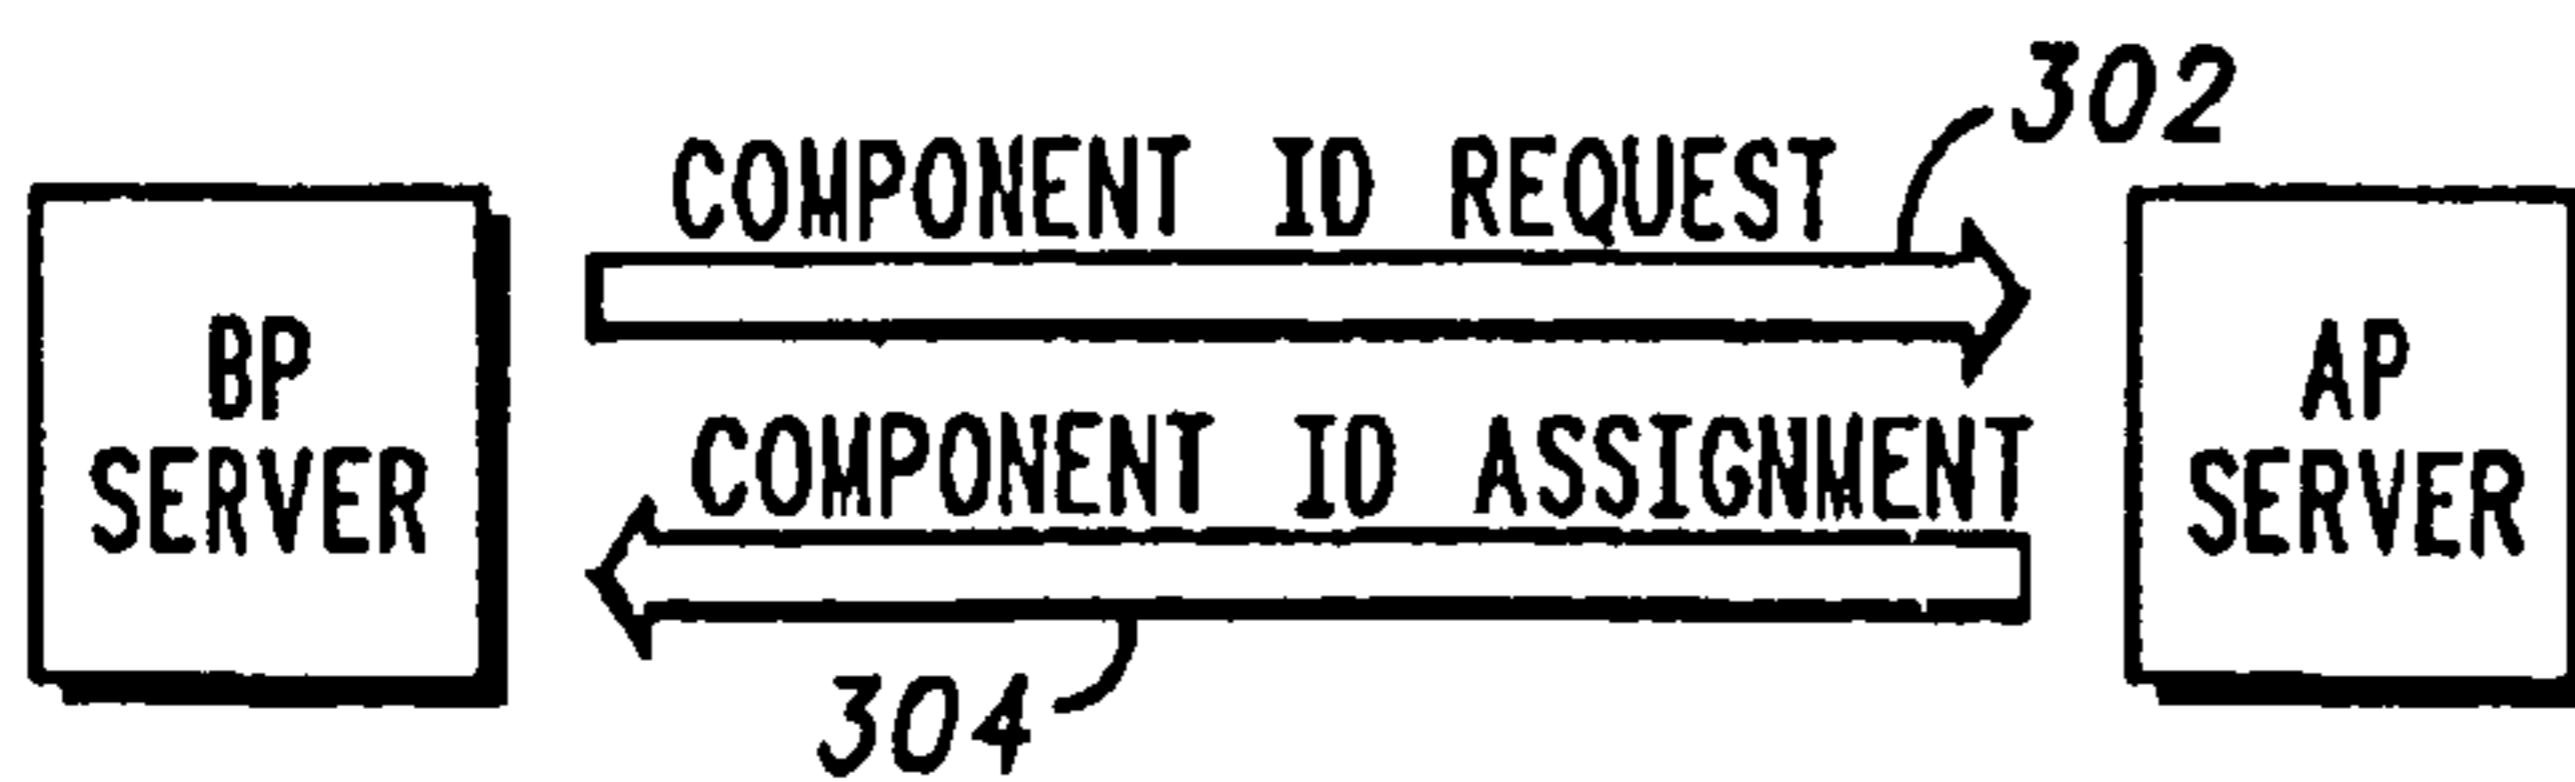 302
COMPONENT ID REQUEST
BP
SERVER
AP
SERVER
COMPONENT ID ASSIGNMENT
304